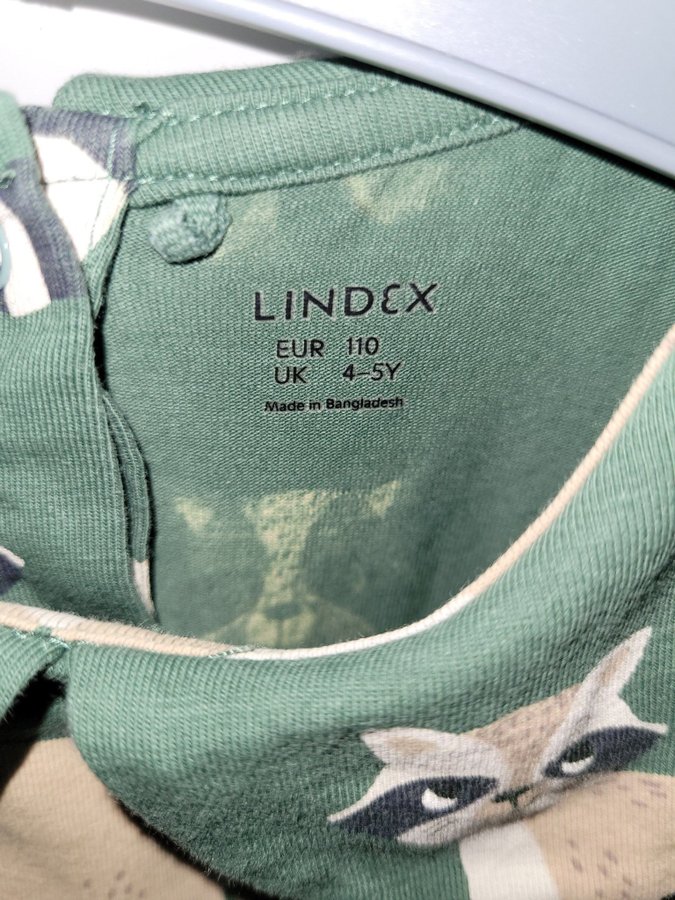 LINDEX
EUR 110
UK 4–5Y
Made in Bangladesh